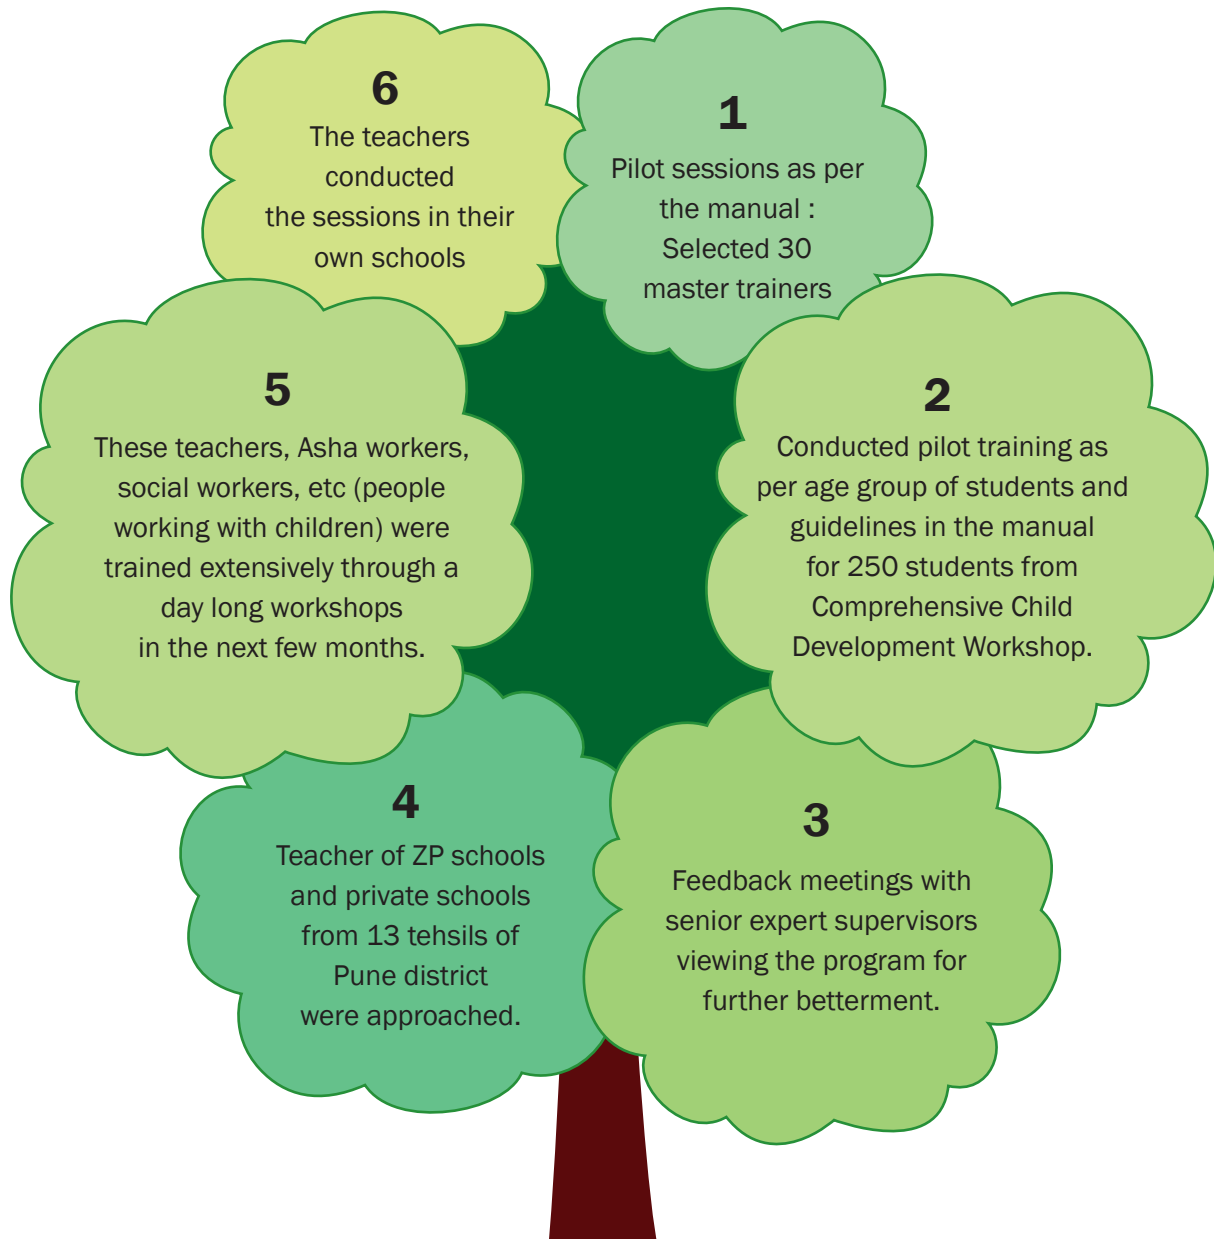 1
Pilot sessions as per
the manual :
Selected 30
master trainers
2
Conducted pilot training as
per age group of students and
guidelines in the manual
for 250 students from
Comprehensive Child
Development Workshop.
3
Feedback meetings with
senior expert supervisors
viewing the program for
further betterment.
4
Teacher of ZP schools
and private schools
from 13 tehsils of
Pune district
were approached.
5
These teachers, Asha workers,
social workers, etc (people
working with children) were
trained extensively through a
day long workshops
in the next few months.
6
The teachers
conducted
the sessions in their
own schools